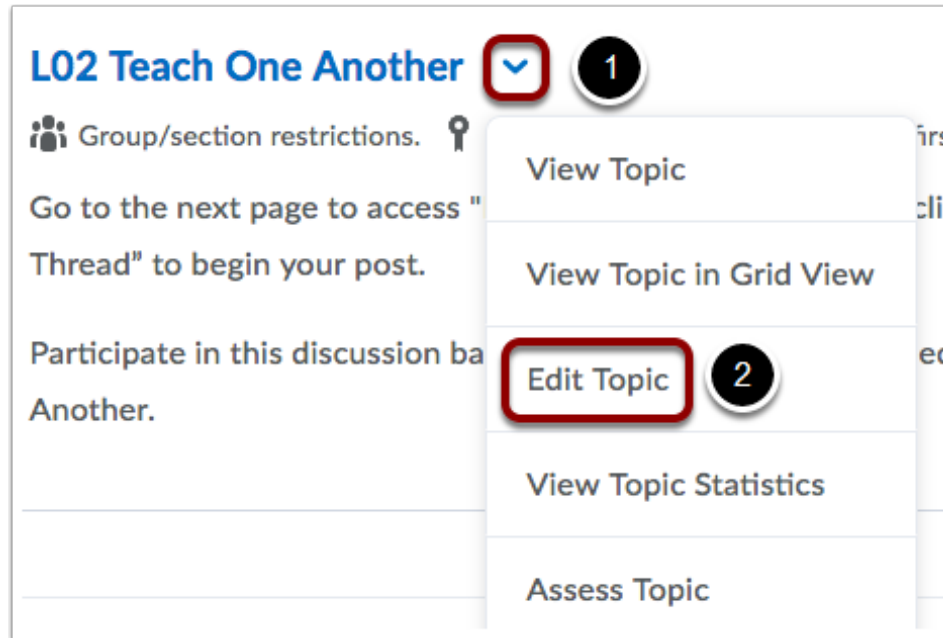 L02 Teach One Another
1
Group/section restrictions.
Go to the next page to access "
Thread” to begin your post.
Participate in this discussion ba
Another.
View Topic
View Topic in Grid View
Edit Topic
2
View Topic Statistics
Assess Topic